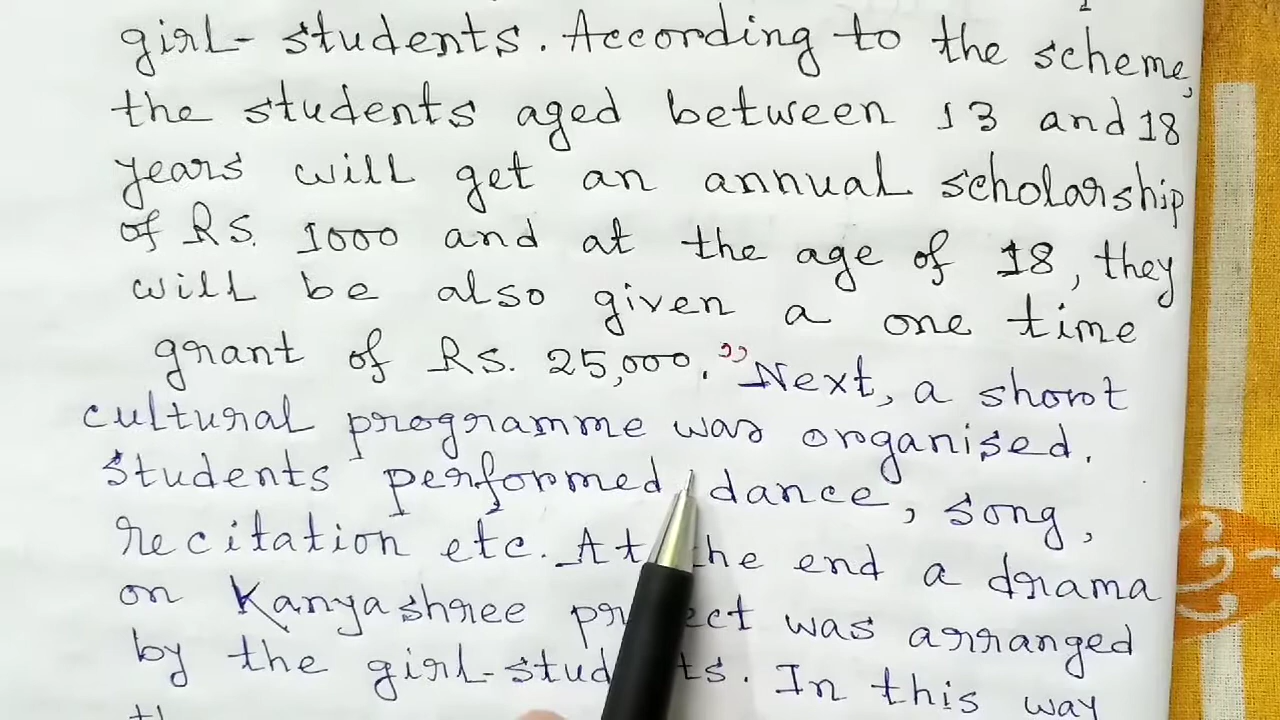 girl-students. According to the scheme,
the students aged between 13 and 18
years will get an annual scholarship
of Rs. 1000 and at the age of 18, they
will be also given a one time
grant of Rs. 25,000." Next, a short
cultural programme was organised.
Students performed dance, song,
recitation etc. At the end a drama
on Kanyashree project was arranged
by the girl-students. In this way